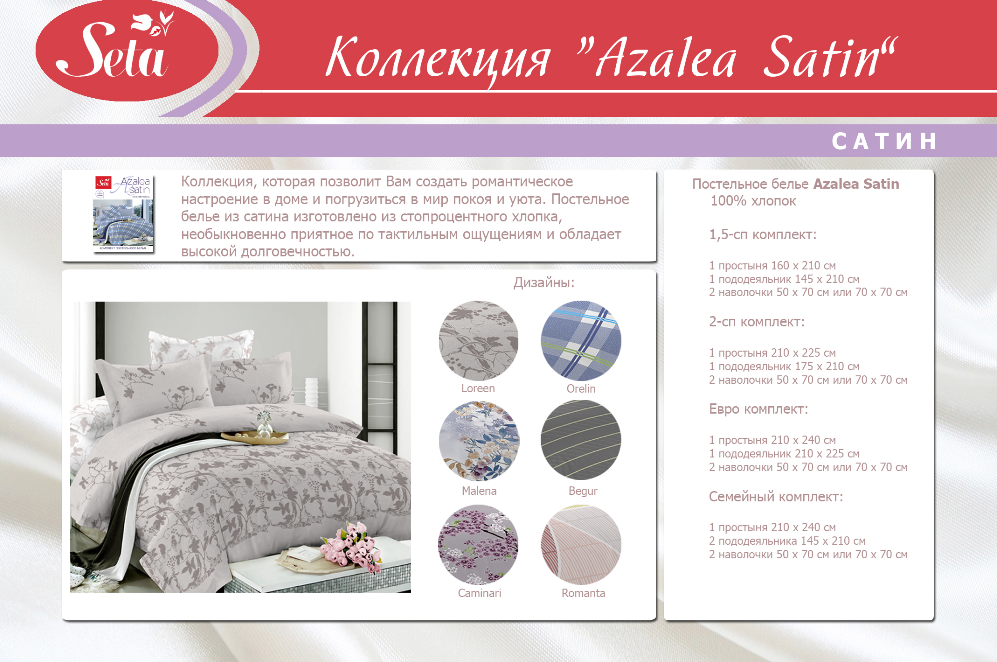 Seta
Коллекция "Azalea Satin“
САТИН
Seta
Azalea
satin
Коллекция, которая позволит Вам создать романтическое
настроение в доме и погрузиться в мир покоя и уюта. Постельное
белье из сатина изготовлено из стопроцентного хлопка,
необыкновенно приятное по тактильным ощущениям и обладает
высокой долговечностью.
Дизайны:
Loreen
Orelin
Malena
Begur
Caminari
Romanta
Постельное белье Azalea Satin
100% хлопок
1,5-сп комплект:
1 простыня 160 x 210 см
1 пододеяльник 145 x 210 см
2 наволочки 50 x 70 см или 70 x 70 см
2-сп комплект:
1 простыня 210 x 225 см
1 пододеяльник 175 x 210 см
2 наволочки 50 x 70 см или 70 x 70 см
Евро комплект:
1 простыня 210 x 240 см
1 пододеяльник 210 x 225 см
2 наволочки 50 x 70 см или 70 x 70 см
Семейный комплект:
1 простыня 210 x 240 см
2 пододеяльника 145 x 210 см
2 наволочки 50 x 70 см или 70 x 70 см